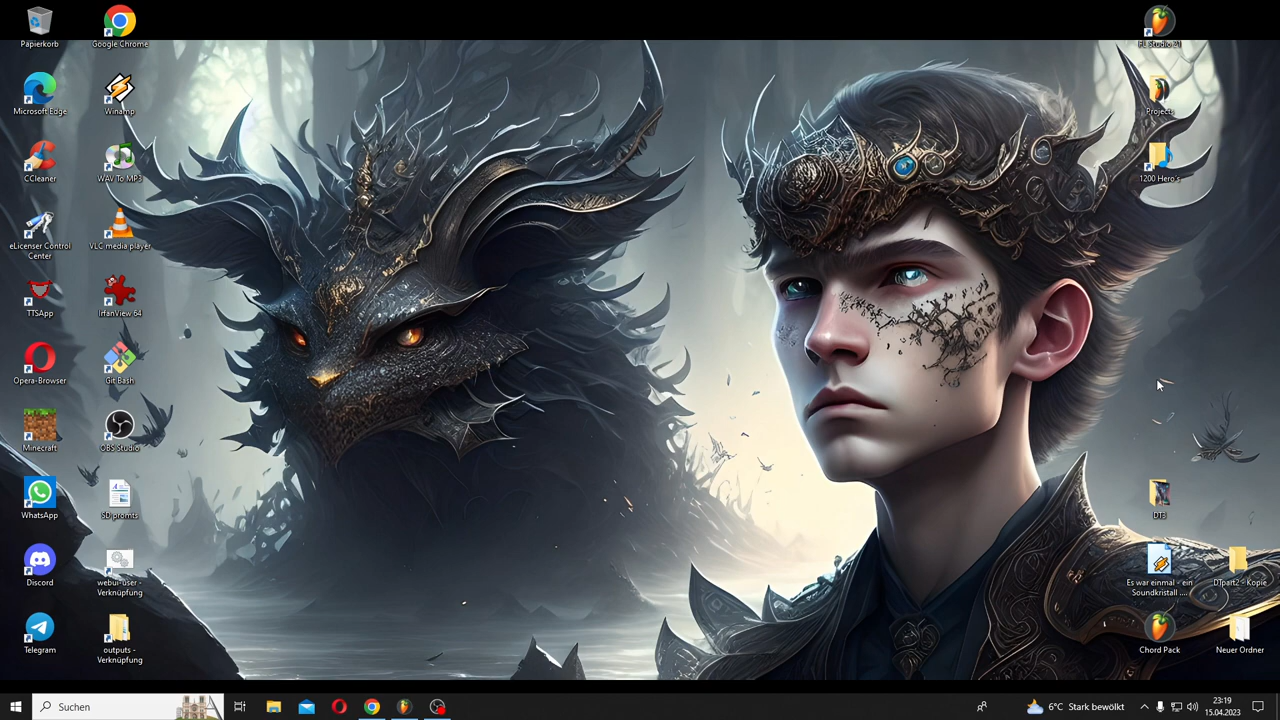 Papierkorb
Google Chrome
FL Studio 21
Microsoft Edge
Winamp
Projects
CCleaner
WAV To MP3
1200 Hero's
eLicenser Control
Center
VLC media player
TTSApp
IrfanView 64
Opera-Browser
Git Bash
Minecraft
OBS Studio
WhatsApp
SD promts
DT3
Discord
webui-user -
Verknüpfung
Es war einmal - ein
Soundkristall ....
DTpart2 - Kopie
Telegram
outputs -
Verknüpfung
Chord Pack
Neuer Ordner
Suchen
6°C Stark bewölkt
23:19
15.04.2023